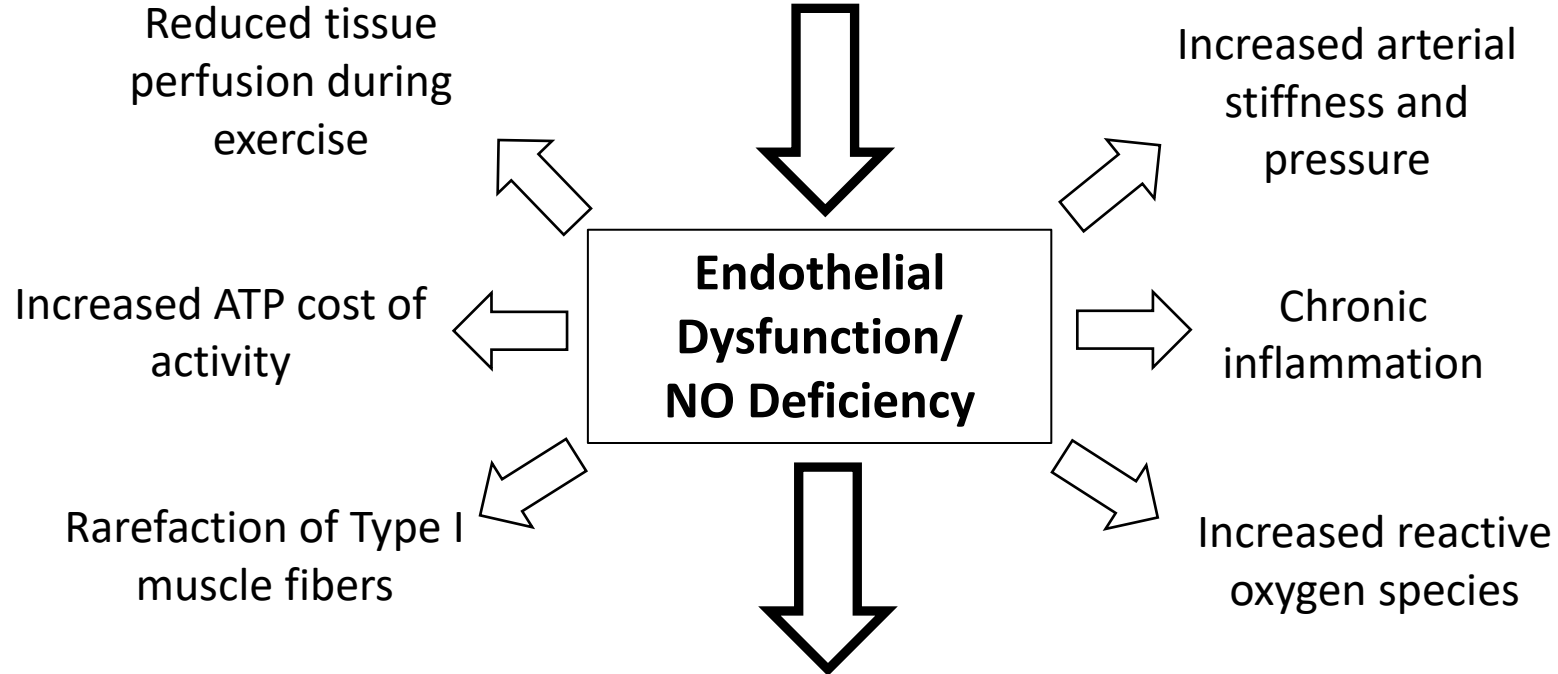 Reduced tissue
perfusion during
exercise
Increased arterial
stiffness and
pressure
Increased ATP cost of
activity
Endothelial
Dysfunction/
NO Deficiency
Chronic
inflammation
Rarefaction of Type I
muscle fibers
Increased reactive
oxygen species